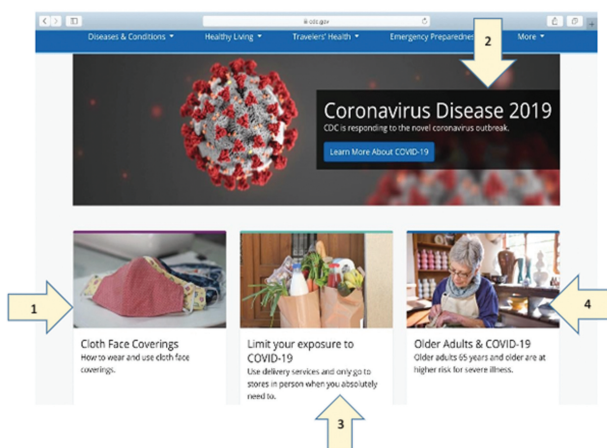 cdc.gov
Diseases & Conditions Healthy Living Travelers' Health Emergency Preparedness More
2
Coronavirus Disease 2019
CDC is responding to the novel coronavirus outbreak.
Learn More About COVID-19
1
4
Cloth Face Coverings
How to wear and use cloth face
coverings.
Limit your exposure to
COVID-19
Use delivery services and only go to
stores in person when you absolutely
need to.
Older Adults & COVID-19
Older adults 65 years and older are at
higher risk for severe illness.
3